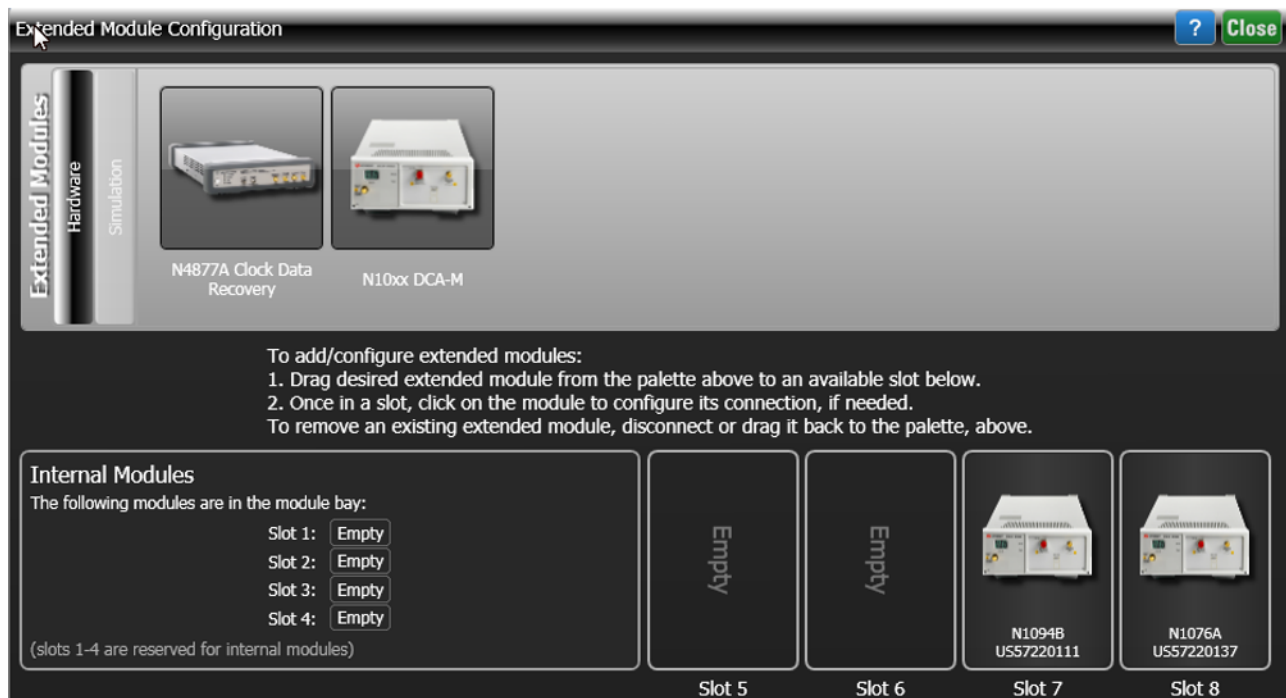 Extended Module Configuration
?
Close
Extended Modules
Hardware
Simulation
N4877A Clock Data
Recovery
N10xx DCA-M
To add/configure extended modules:
1. Drag desired extended module from the palette above to an available slot below.
2. Once in a slot, click on the module to configure its connection, if needed.
To remove an existing extended module, disconnect or drag it back to the palette, above.
Internal Modules
The following modules are in the module bay:
Slot 1: Empty
Slot 2: Empty
Slot 3: Empty
Slot 4: Empty
(slots 1-4 are reserved for internal modules)
Empty
Slot 5
Empty
Slot 6
N1094B
US57220111
Slot 7
N1076A
US57220137
Slot 8